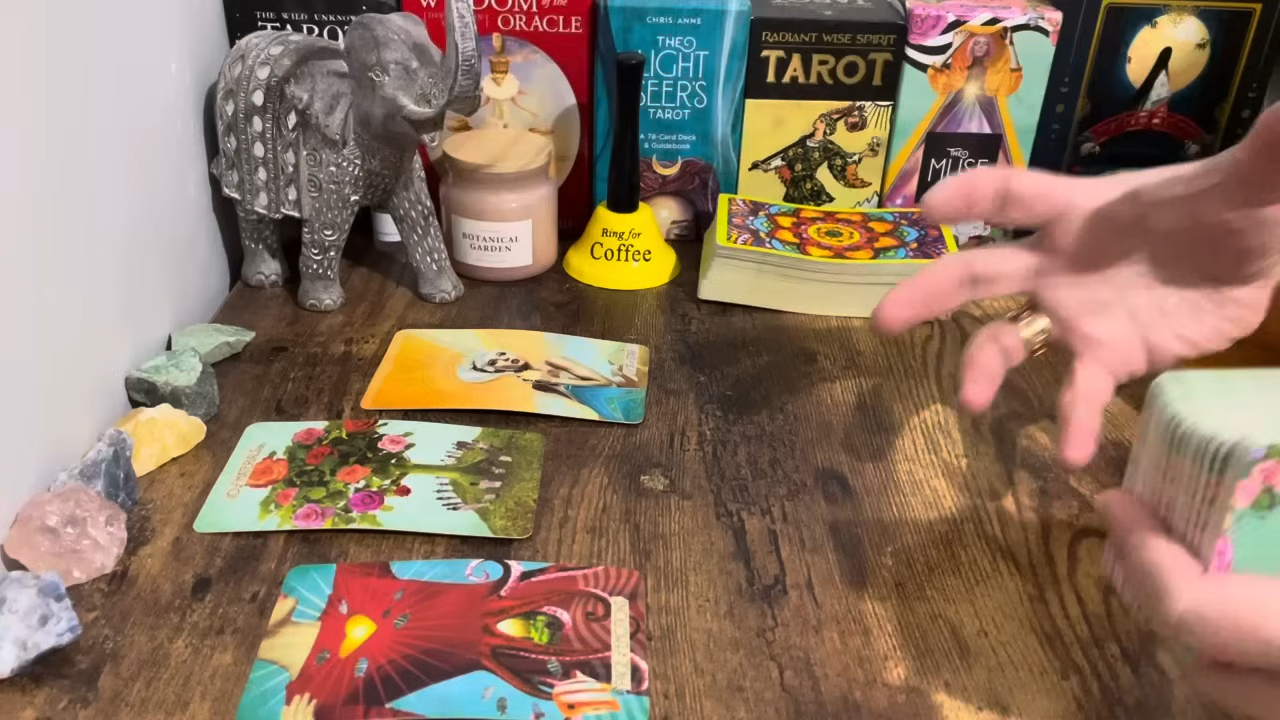 THE WILD UNKNOWN
TAROT
WISDOM of the
ORACLE
CHRIS-ANNE
THE
LIGHT
SEER'S
TAROT
A 78-Card Deck
& Guidebook
RADIANT WISE SPIRIT
TAROT
THE
MUSE
BOTANICAL
GARDEN
Ring for
Coffee